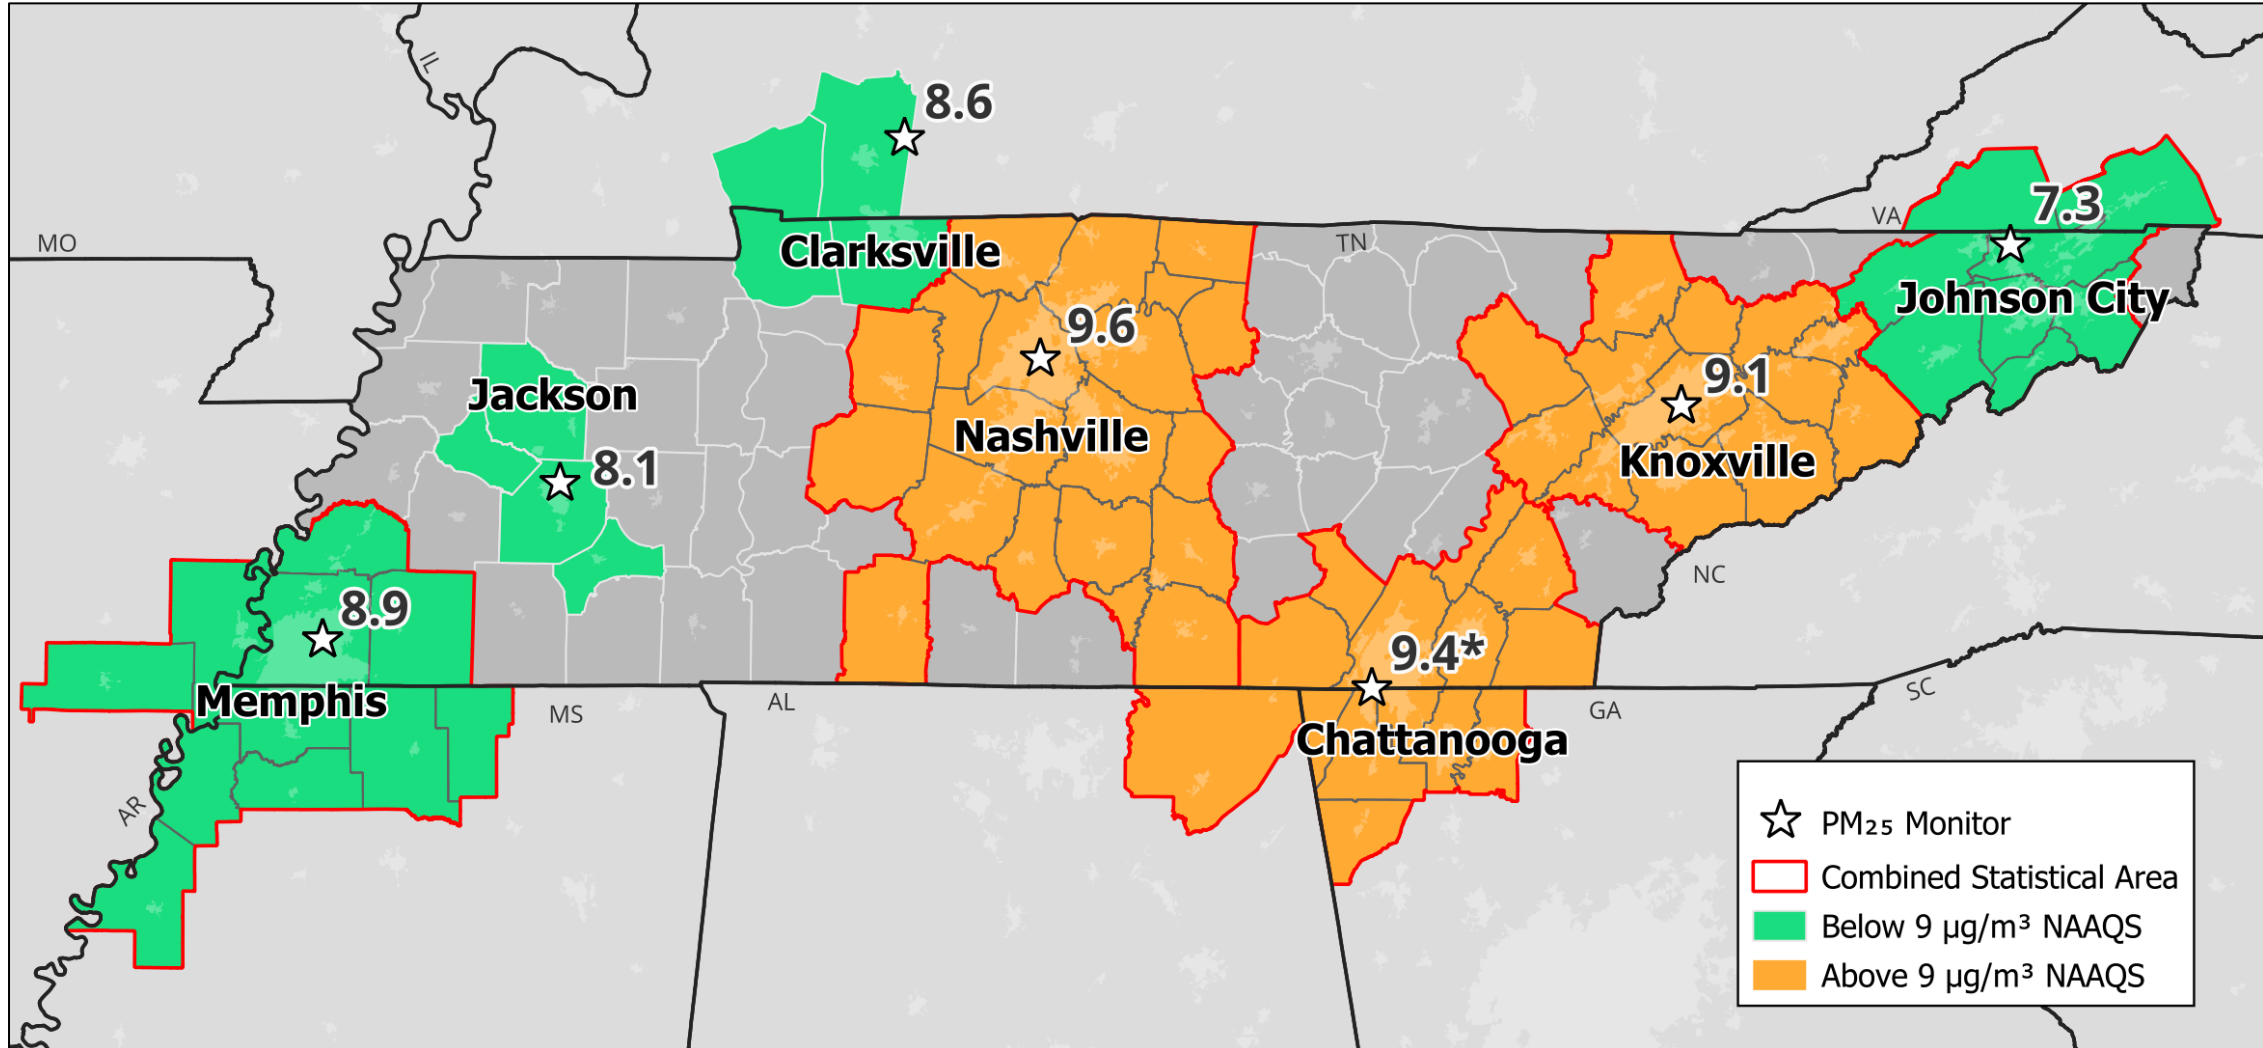 IL
8.6
7.3
VA
MO
TN
Clarksville
Johnson City
9.6
9.1
Jackson
Nashville
Knoxville
8.1
NC
8.9
9.4*
Memphis
MS
AL
GA
SC
Chattanooga
AR
PM₂₅ Monitor
Combined Statistical Area
Below 9 µg/m³ NAAQS
Above 9 µg/m³ NAAQS